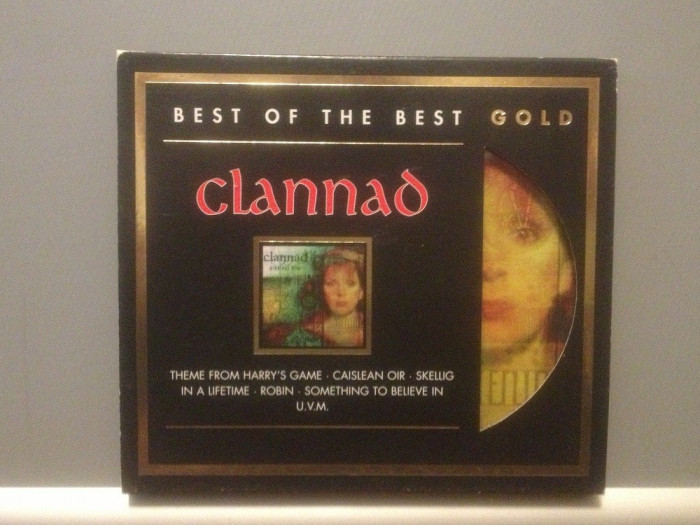 BEST OF THE BEST GOLD
clannad
clannad
THEME FROM HARRY'S GAME · CAISLEAN OIR · SKELLIG
IN A LIFETIME · ROBIN · SOMETHING TO BELIEVE IN
U.V.M.